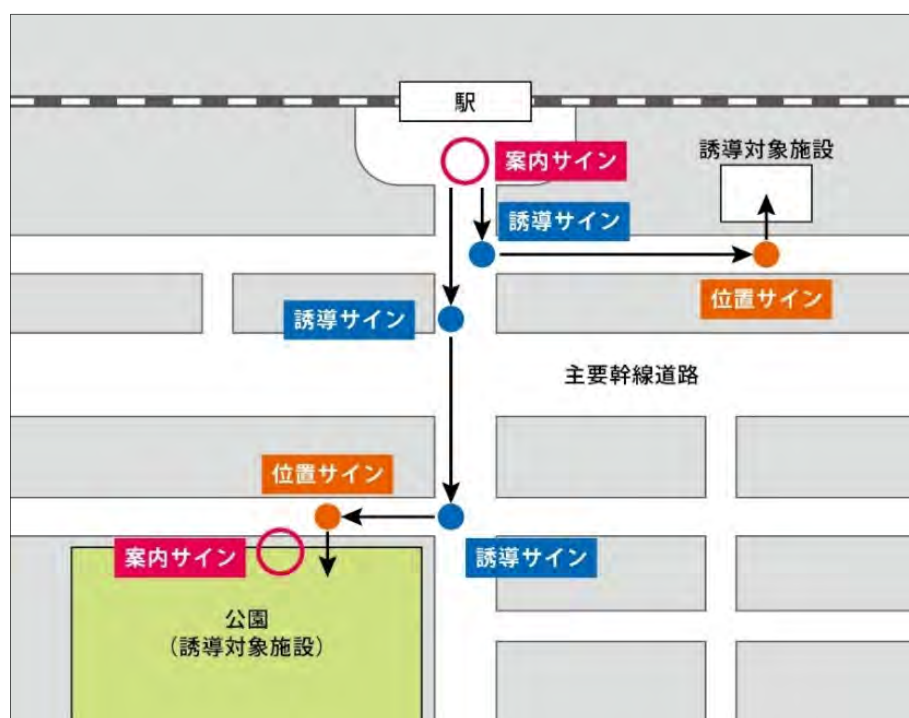 駅
案内サイン
誘導対象施設
誘導サイン
位置サイン
誘導サイン
主要幹線道路
位置サイン
案内サイン
誘導サイン
公園
（誘導対象施設）